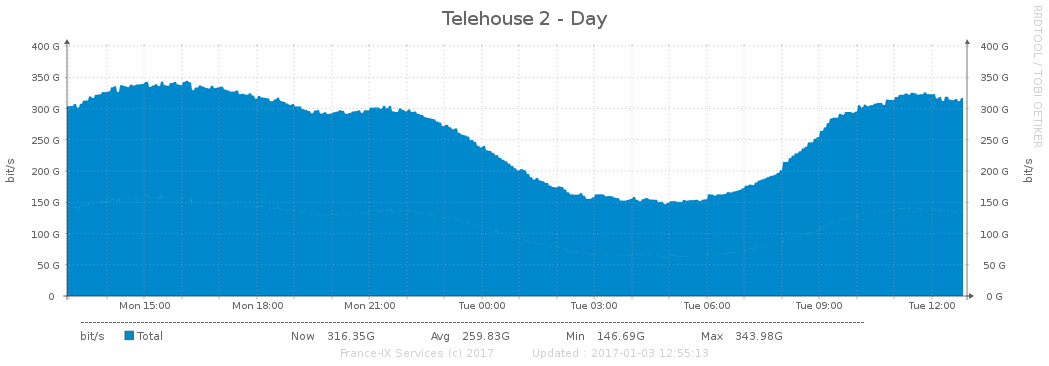 Telehouse 2 - Day
RRDTOOL / TOBI OETIKER
400 G 400 G
350 G 350 G
300 G 300 G
250 G 250 G
200 G 200 G
150 G 150 G
100 G 100 G
50 G 50 G
0 0 G
bit/s bit/s
Mon 15:00 Mon 18:00 Mon 21:00 Tue 00:00 Tue 03:00 Tue 06:00 Tue 09:00 Tue 12:00
bit/s Total Now 316.35G Avg 259.83G Min 146.69G Max 343.98G
France-IX Services (c) 2017 Updated : 2017-01-03 12:55:13